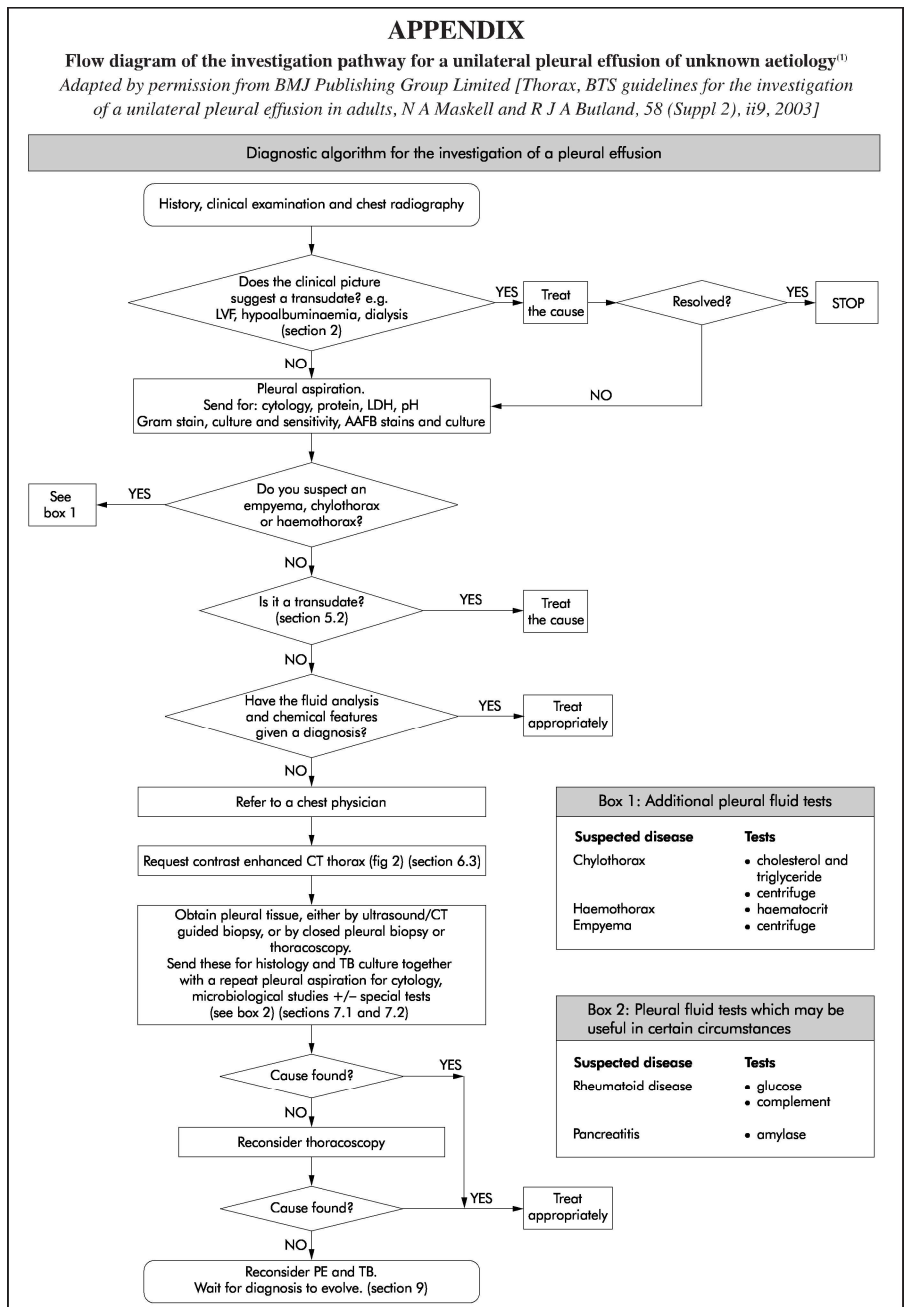 APPENDIX
Flow diagram of the investigation pathway for a unilateral pleural effusion of unknown aetiology(1)
Adapted by permission from BMJ Publishing Group Limited [Thorax, BTS guidelines for the investigation
of a unilateral pleural effusion in adults, N A Maskell and R J A Butland, 58 (Suppl 2), ii9, 2003]
Diagnostic algorithm for the investigation of a pleural effusion
History, clinical examination and chest radiography
Does the clinical picture
suggest a transudate? e.g.
LVF, hypoalbuminaemia, dialysis
(section 2)
YES
Treat
the cause
Resolved?
YES
STOP
NO
NO
Pleural aspiration.
Send for: cytology, protein, LDH, pH
Gram stain, culture and sensitivity, AAFB stains and culture
Do you suspect an
empyema, chylothorax
or haemothorax?
YES
See
box 1
NO
Is it a transudate?
(section 5.2)
YES
Treat
the cause
NO
Have the fluid analysis
and chemical features
given a diagnosis?
YES
Treat
appropriately
NO
Refer to a chest physician
Request contrast enhanced CT thorax (fig 2) (section 6.3)
Obtain pleural tissue, either by ultrasound/CT
guided biopsy, or by closed pleural biopsy or
thoracoscopy.
Send these for histology and TB culture together
with a repeat pleural aspiration for cytology,
microbiological studies +/– special tests
(see box 2) (sections 7.1 and 7.2)
Cause found?
YES
NO
Reconsider thoracoscopy
Cause found?
YES
Treat
appropriately
NO
Reconsider PE and TB.
Wait for diagnosis to evolve. (section 9)
Box 1: Additional pleural fluid tests
Suspected disease Tests
Chylothorax • cholesterol and
triglyceride
• centrifuge
Haemothorax • haematocrit
Empyema • centrifuge
Box 2: Pleural fluid tests which may be
useful in certain circumstances
Suspected disease Tests
Rheumatoid disease • glucose
• complement
Pancreatitis • amylase